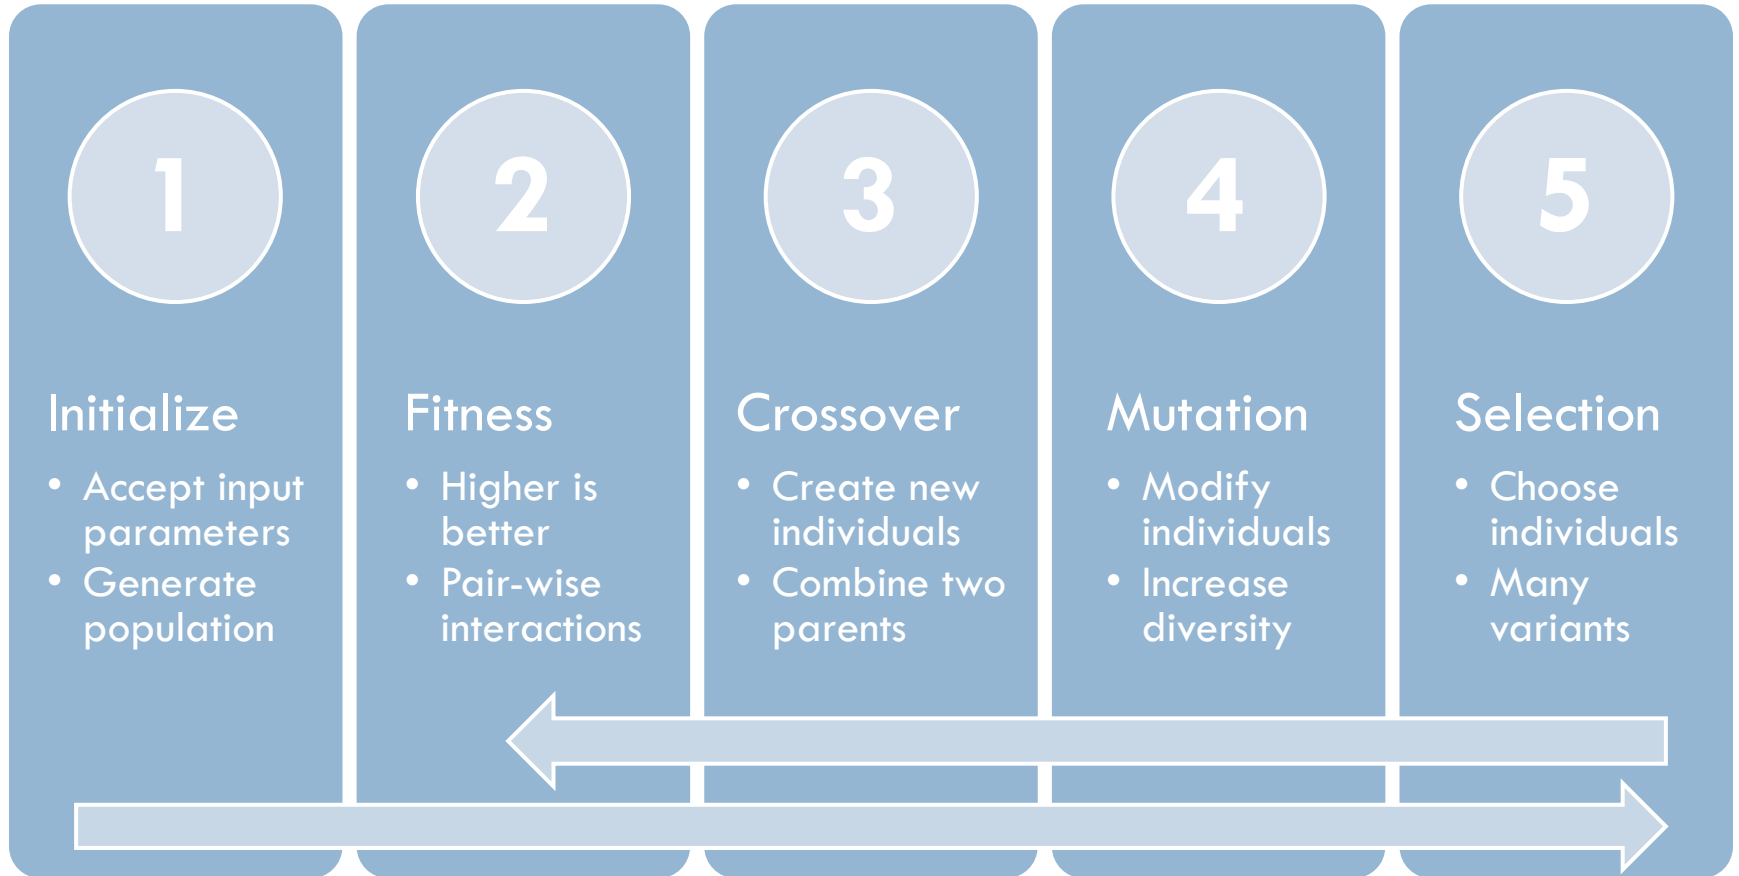 1
Initialize
• Accept input
parameters
• Generate
population
2
Fitness
• Higher is
better
• Pair-wise
interactions
3
Crossover
• Create new
individuals
• Combine two
parents
4
Mutation
• Modify
individuals
• Increase
diversity
5
Selection
• Choose
individuals
• Many
variants